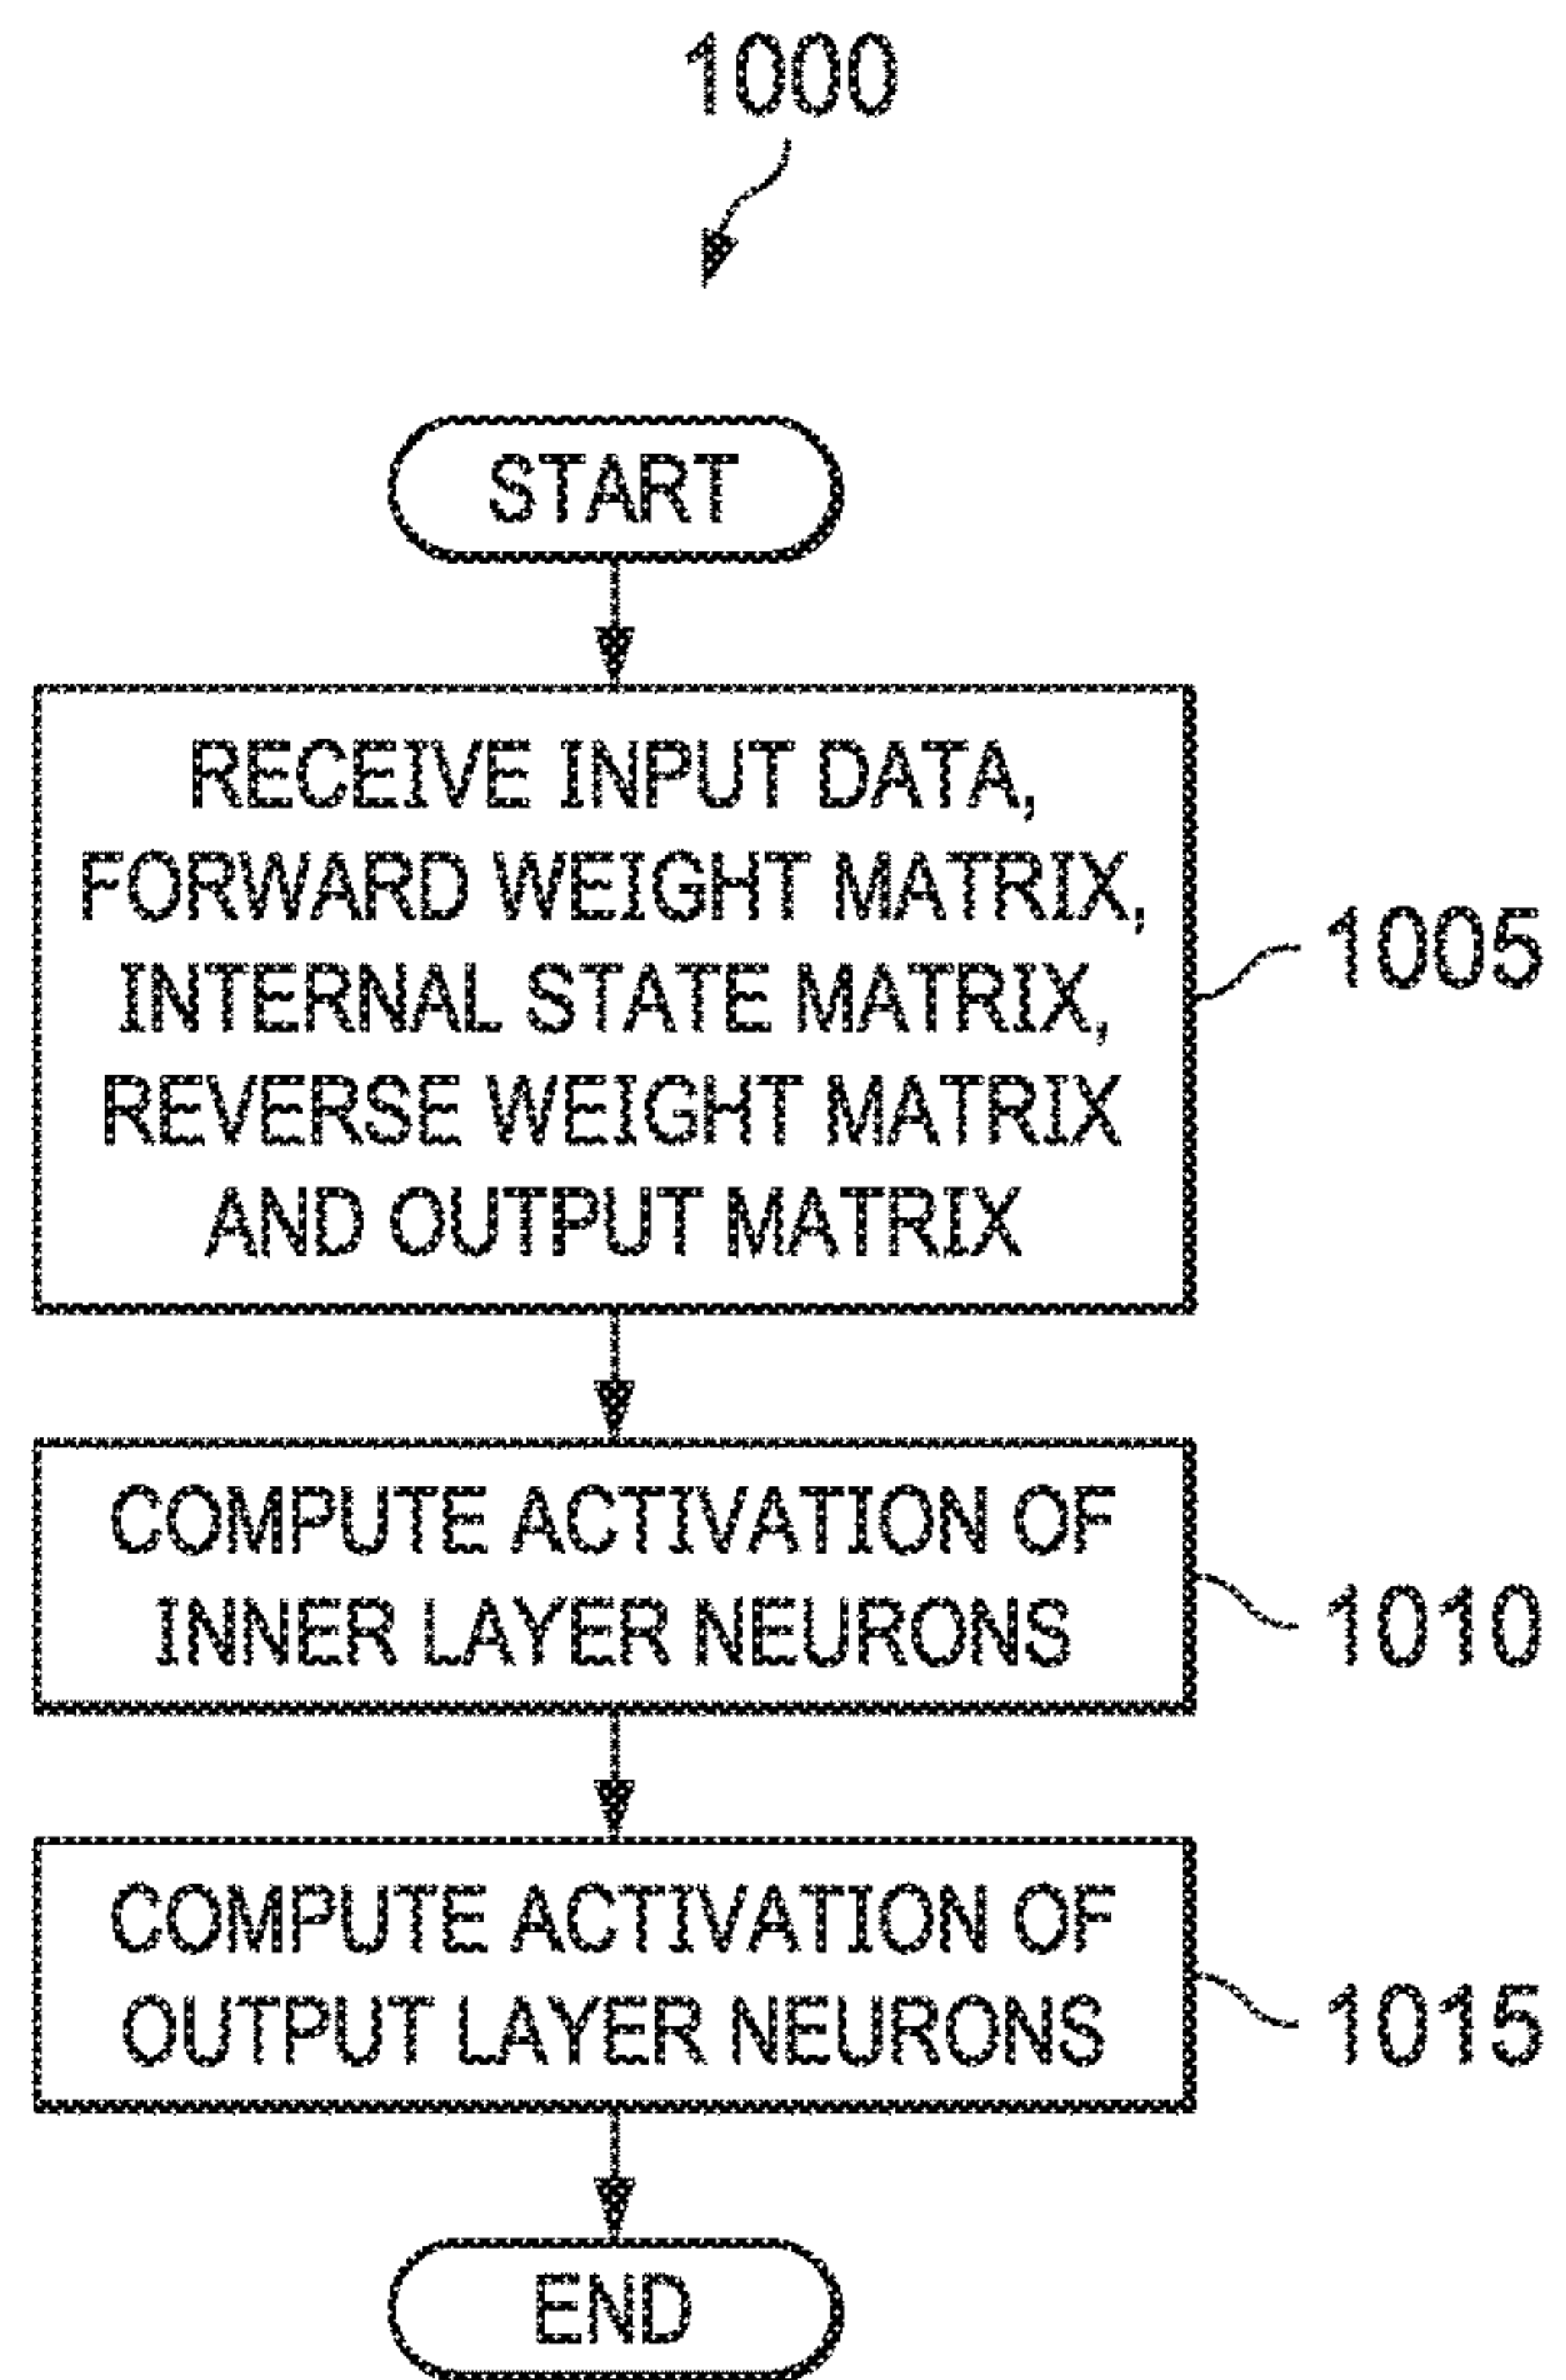 1000
START
RECEIVE INPUT DATA,
FORWARD WEIGHT MATRIX,
INTERNAL STATE MATRIX,
REVERSE WEIGHT MATRIX
AND OUTPUT MATRIX
1005
COMPUTE ACTIVATION OF
INNER LAYER NEURONS
1010
COMPUTE ACTIVATION OF
OUTPUT LAYER NEURONS
1015
END